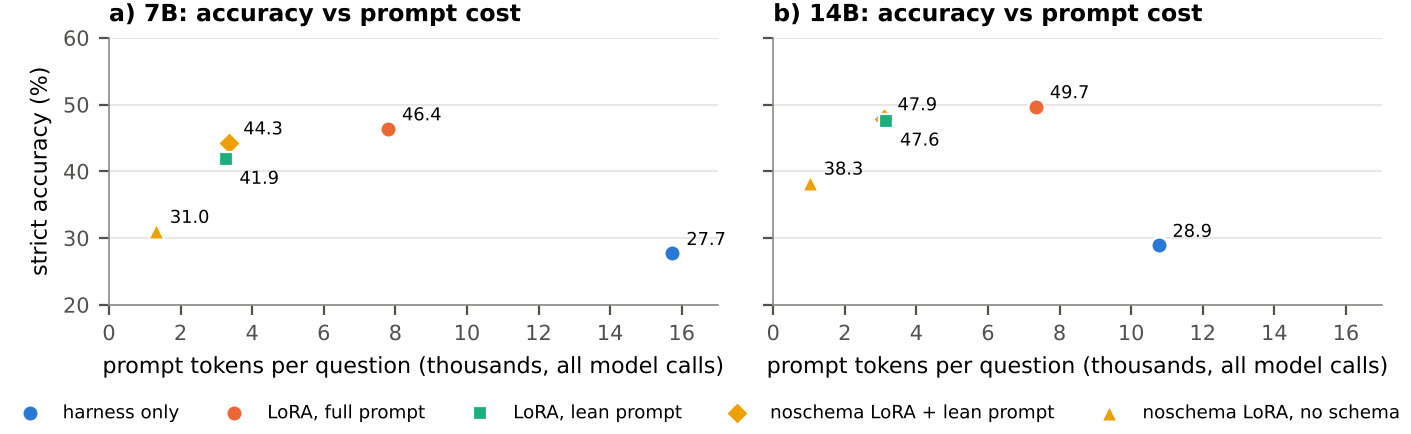 a) 7B: accuracy vs prompt cost
b) 14B: accuracy vs prompt cost
strict accuracy (%)
60
50
40
30
20
46.4
44.3
41.9
31.0
27.7
0 2 4 6 8 10 12 14 16
prompt tokens per question (thousands, all model calls)
49.7
47.9
47.6
38.3
28.9
0 2 4 6 8 10 12 14 16
prompt tokens per question (thousands, all model calls)
harness only LoRA, full prompt LoRA, lean prompt noschema LoRA + lean prompt noschema LoRA, no schema